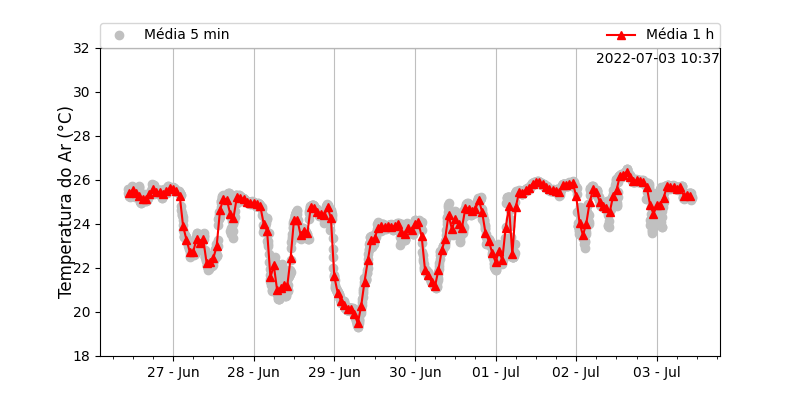 Média 5 min
Média 1 h
2022-07-03 10:37
Temperatura do Ar (°C)
32
30
28
26
24
22
20
18
27 - Jun
28 - Jun
29 - Jun
30 - Jun
01 - Jul
02 - Jul
03 - Jul